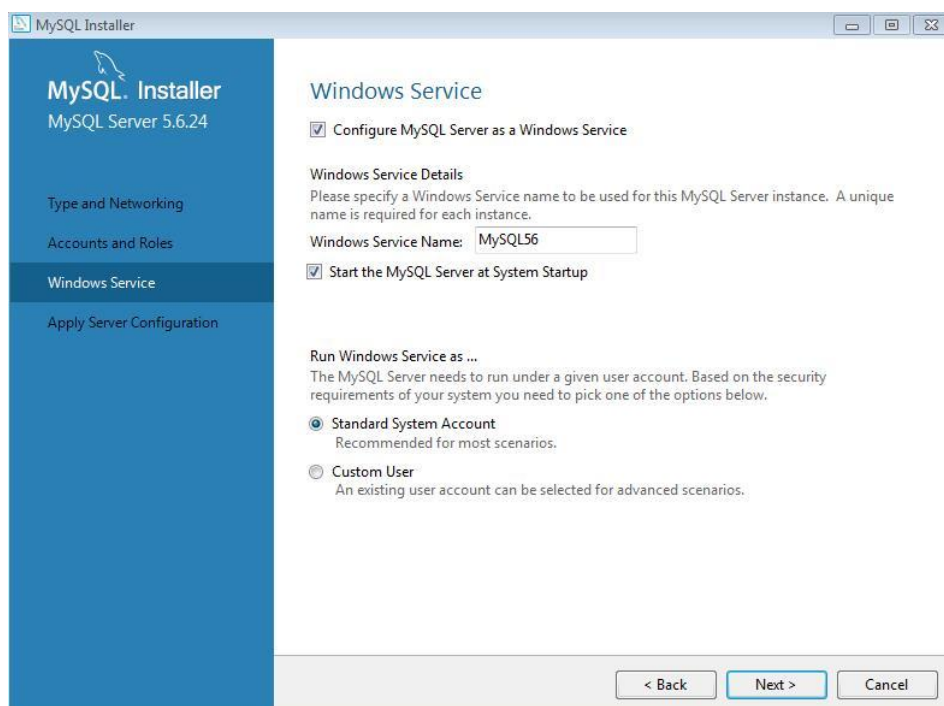 MySQL Installer
MySQL. Installer
MySQL Server 5.6.24
Type and Networking
Accounts and Roles
Windows Service
Apply Server Configuration
Windows Service
Configure MySQL Server as a Windows Service
Windows Service Details
Please specify a Windows Service name to be used for this MySQL Server instance. A unique
name is required for each instance.
Windows Service Name: MySQL56
Start the MySQL Server at System Startup
Run Windows Service as ...
The MySQL Server needs to run under a given user account. Based on the security
requirements of your system you need to pick one of the options below.
Standard System Account
Recommended for most scenarios.
Custom User
An existing user account can be selected for advanced scenarios.
< Back Next > Cancel